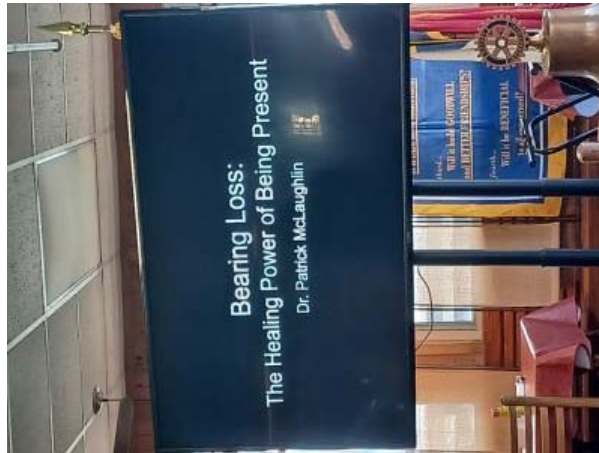 Bearing Loss:
The Healing Power of Being Present
Dr. Patrick McLaughlin
Will it build GOODWILL
and BETTER FRIENDSHIPS?
Will it be BENEFICIAL